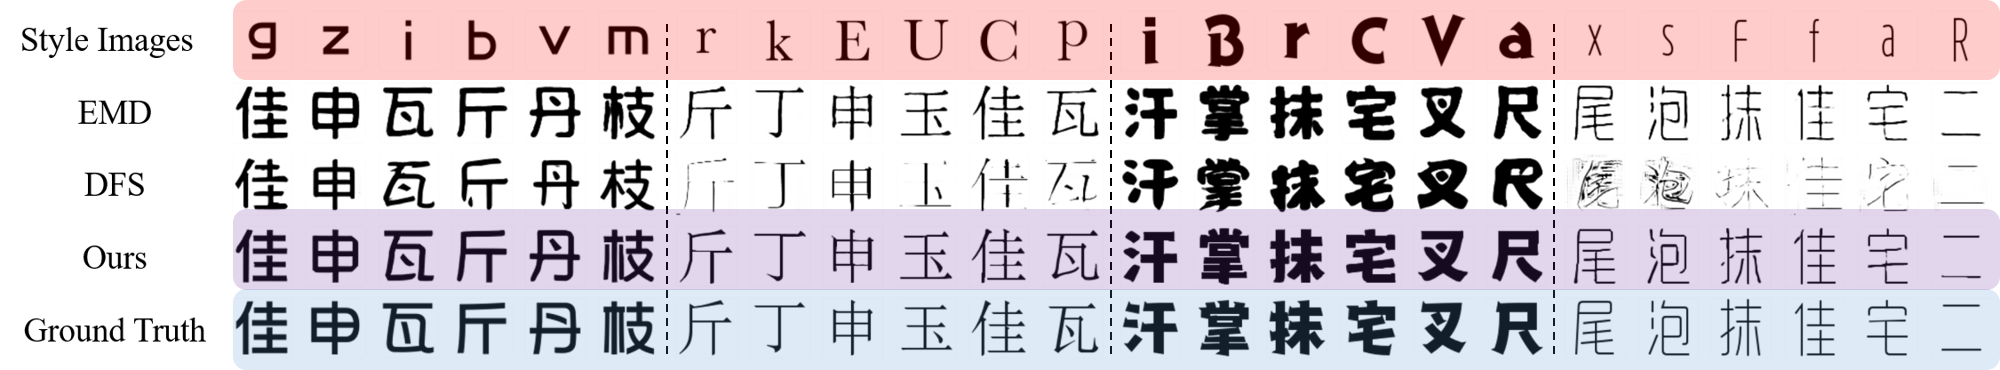 Style Images g z i b v m r k E U C p i B r C V a x s F f a R
EMD 佳 申 瓦 斤 丹 枝 斤 丁 申 玉 佳 瓦 汗 掌 抹 宅 叉 尺 尾 泡 抹 佳 宅 二
DFS 佳 申 瓦 斤 丹 枝 斤 丁 申 瓦 汗 掌 抹 宅 叉 尺 泡 抹 佳 宅 二
Ours 佳 申 瓦 斤 丹 枝 斤 丁 申 玉 佳 瓦 汗 掌 抹 宅 叉 尺 尾 泡 抹 佳 宅 二
Ground Truth 佳 申 瓦 斤 丹 枝 斤 丁 申 玉 佳 瓦 汗 掌 抹 宅 叉 尺 尾 泡 抹 佳 宅 二